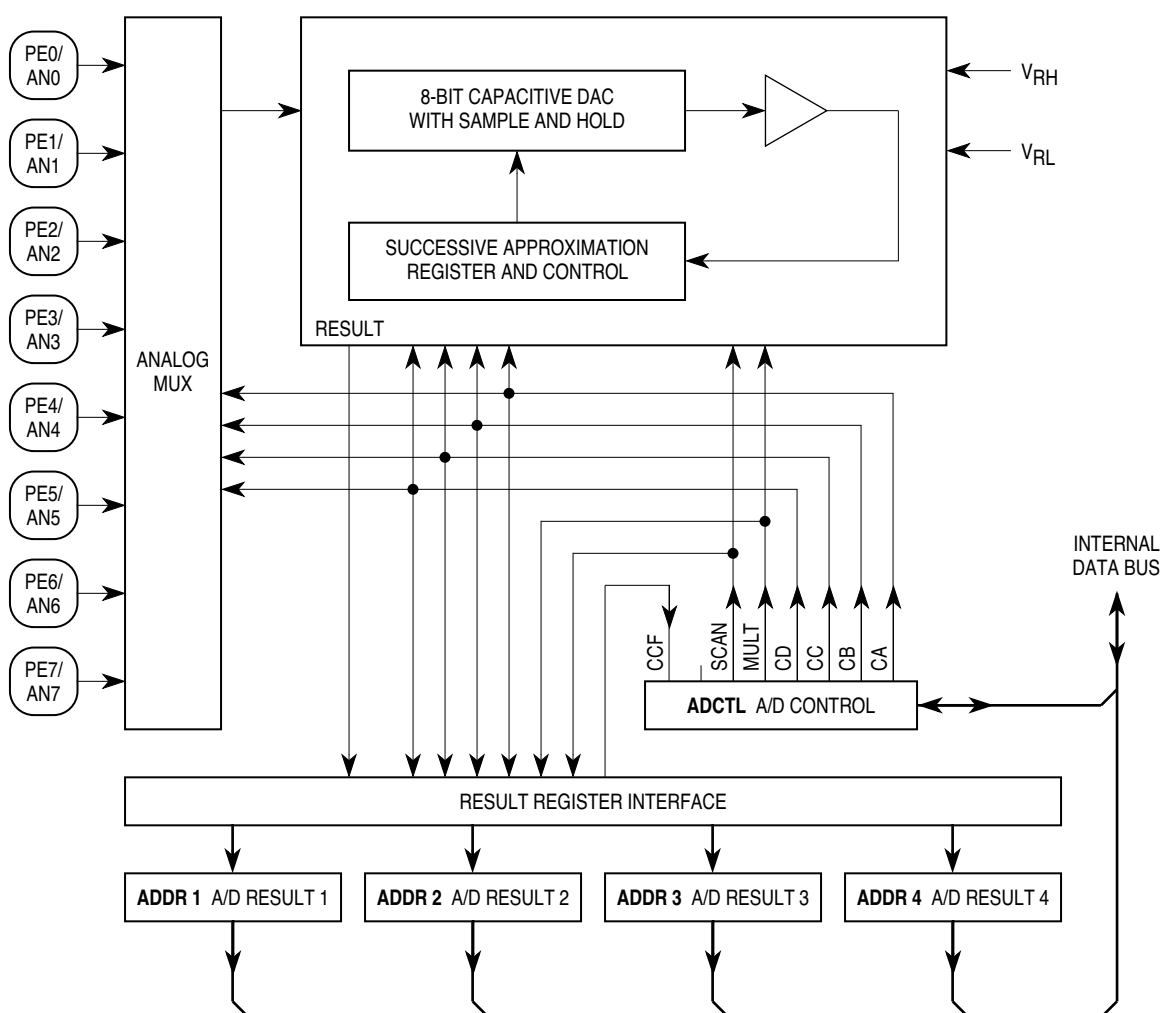 PE0/
AN0
PE1/
AN1
PE2/
AN2
PE3/
AN3
PE4/
AN4
PE5/
AN5
PE6/
AN6
PE7/
AN7
ANALOG
MUX
8-BIT CAPACITIVE DAC
WITH SAMPLE AND HOLD
SUCCESSIVE APPROXIMATION
REGISTER AND CONTROL
RESULT
VRH
VRL
INTERNAL
DATA BUS
CCF
SCAN
MULT
CD
CC
CB
CA
ADCTL A/D CONTROL
RESULT REGISTER INTERFACE
ADDR 1 A/D RESULT 1
ADDR 2 A/D RESULT 2
ADDR 3 A/D RESULT 3
ADDR 4 A/D RESULT 4